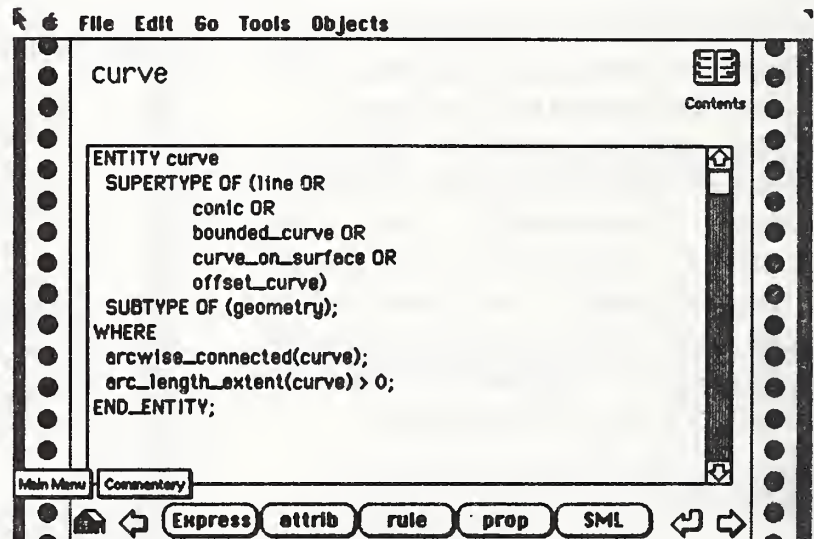 File Edit Go Tools Objects
curve
Contents
ENTITY curve
SUPERTYPE OF (line OR
conic OR
bounded_curve OR
curve_on_surface OR
offset_curve)
SUBTYPE OF (geometry);
WHERE
arcwise_connected(curve);
arc_length_extent(curve) > 0;
END_ENTITY;
Main Menu Commentary
Express attrib rule prop SML